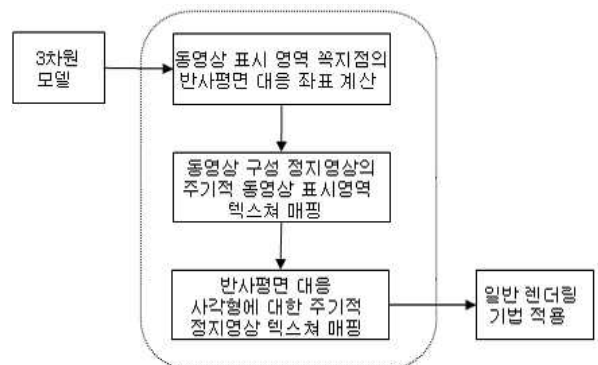 3차원
모델
동영상 표시 영역 꼭지점의
반사평면 대응 좌표 계산
동영상 구성 정지영상의
주기적 동영상 표시영역
텍스쳐 매핑
반사평면 대응
사각형에 대한 주기적
정지영상 텍스쳐 매핑
일반 렌더링
기법 적용